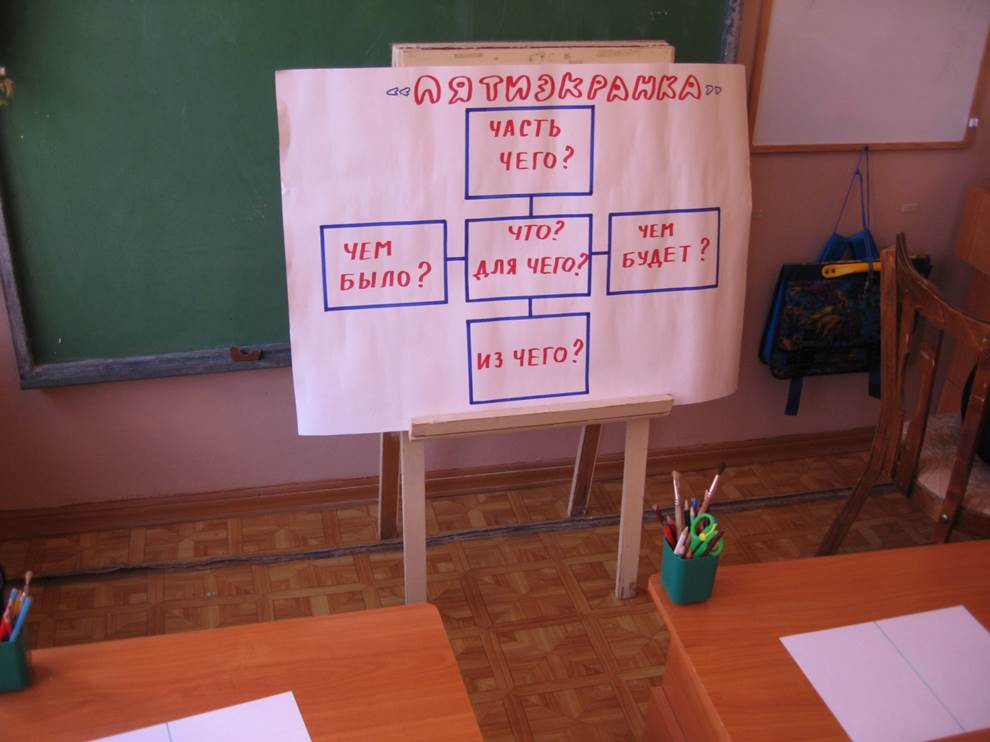 «ПЯТИЭКРАНКА»
ЧАСТЬ
ЧЕГО?
ЧЕМ
БЫЛО?
ЧТО?
ДЛЯ ЧЕГО?
ЧЕМ
БУДЕТ?
ИЗ ЧЕГО?